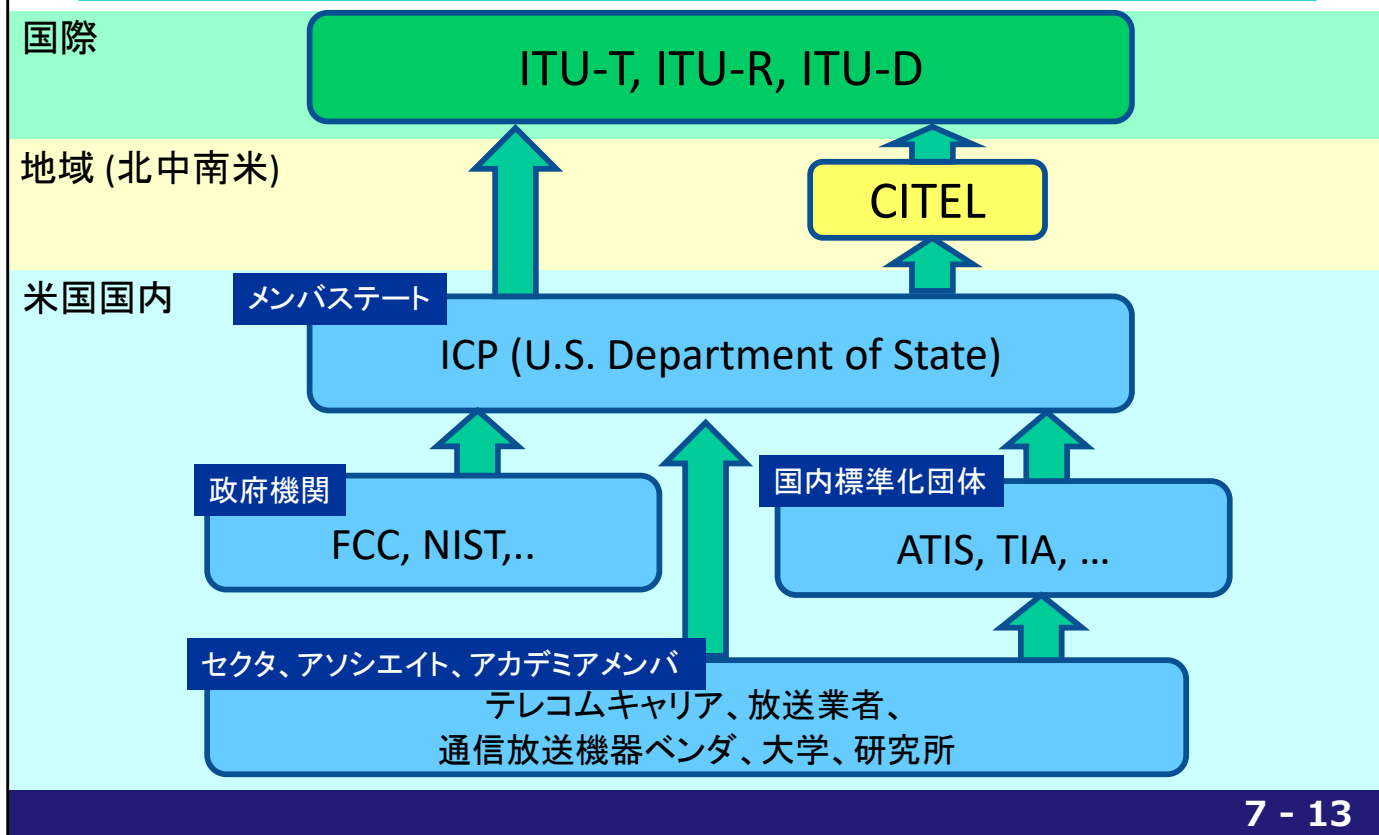 国際
ITU-T, ITU-R, ITU-D
地域 (北中南米)
CITEL
米国国内
メンバステート
ICP (U.S. Department of State)
政府機関
FCC, NIST,..
国内標準化団体
ATIS, TIA, …
セクタ、アソシエイト、アカデミアメンバ
テレコムキャリア、放送業者、
通信放送機器ベンダ、大学、研究所
7 - 13